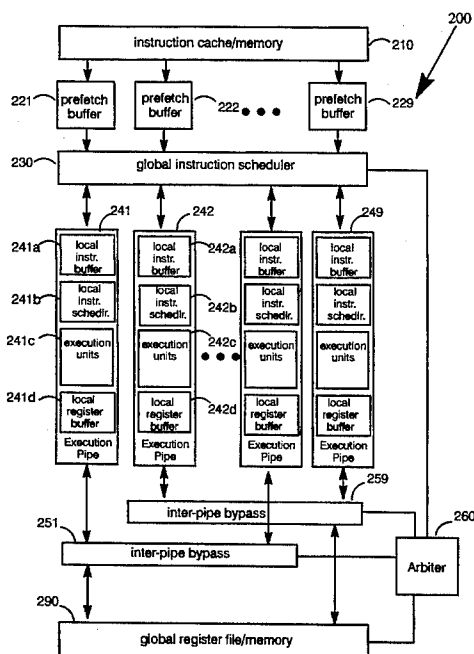 200
instruction cache/memory
210
221
prefetch
buffer
prefetch
buffer
222
prefetch
buffer
229
230
global instruction scheduler
241
242
249
241a
local
instr.
buffer
local
instr.
buffer
242a
local
instr.
buffer
local
instr.
buffer
241b
local
instr.
schedlr.
local
instr.
schedlr.
242b
local
instr.
schedlr.
local
instr.
schedlr.
241c
execution
units
execution
units
242c
execution
units
execution
units
241d
local
register
buffer
local
register
buffer
242d
local
register
buffer
local
register
buffer
Execution
Pipe
Execution
Pipe
Execution
Pipe
Execution
Pipe
259
inter-pipe bypass
251
inter-pipe bypass
260
Arbiter
290
global register file/memory